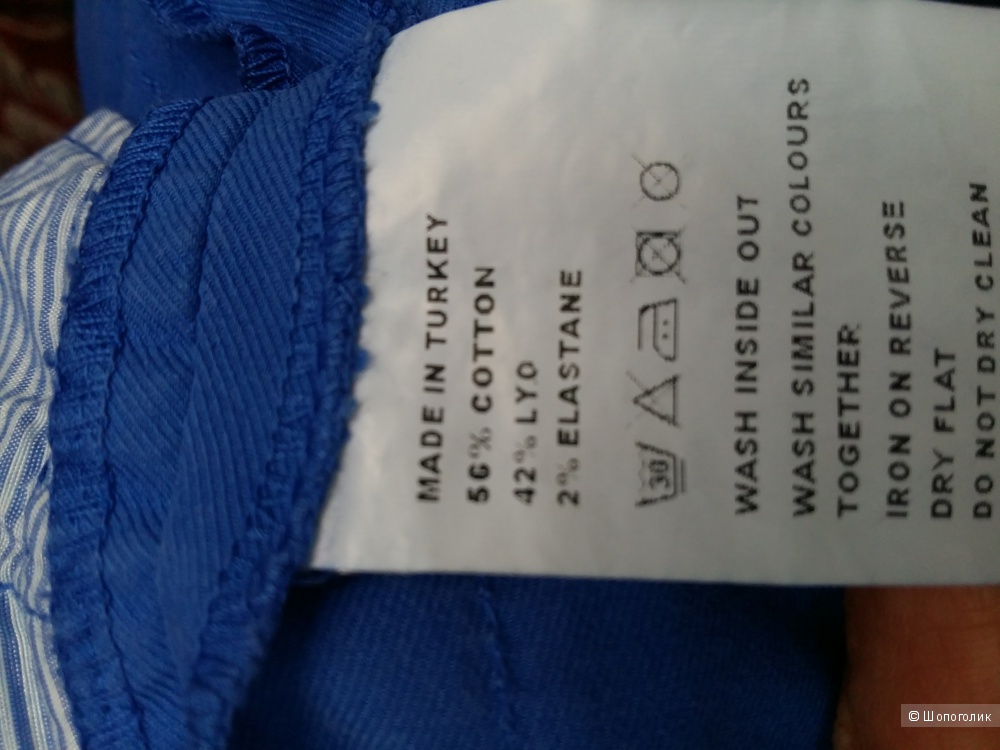 MADE IN TURKEY
56% COTTON
42% LYO
2% ELASTANE
30
WASH INSIDE OUT
WASH SIMILAR COLOURS
TOGETHER
IRON ON REVERSE
DRY FLAT
DO NOT DRY CLEAN
© Шопоголик